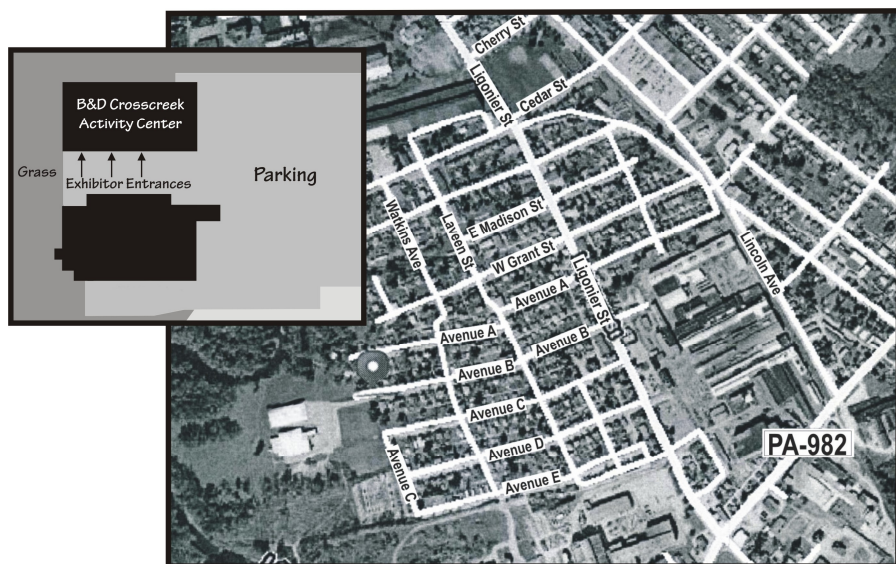 B&D Crosscreek
Activity Center
Grass
Exhibitor Entrances
Parking
Cherry St
Ligonier St
Cedar St
Watkins Ave
Laveen St
E Madison St
W Grant St
Ligonier St
Lincoln Ave
Avenue A
Avenue A
Avenue B
Avenue B
Avenue C
Avenue D
Avenue C
Avenue E
PA-982